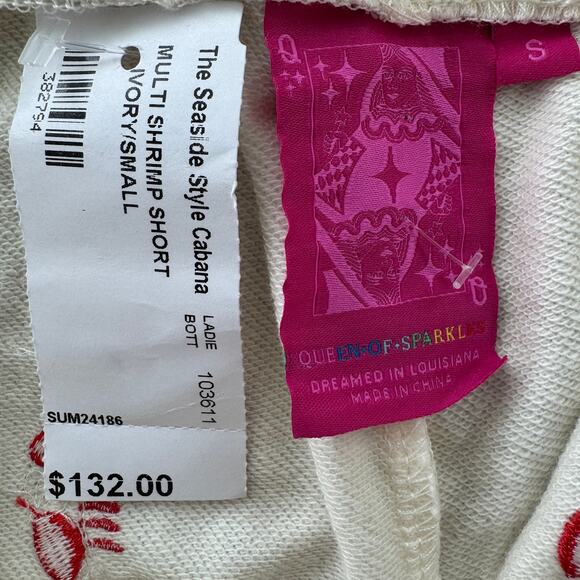 The Seaside Style Cabana
MULTI SHRIMP SHORT
IVORY/SMALL
LADIE
BOTT
103611
382794
SUM24186
$132.00
S
Q
Q
QUEEN•OF•SPARKLES
DREAMED IN LOUISIANA
MADE IN CHINA